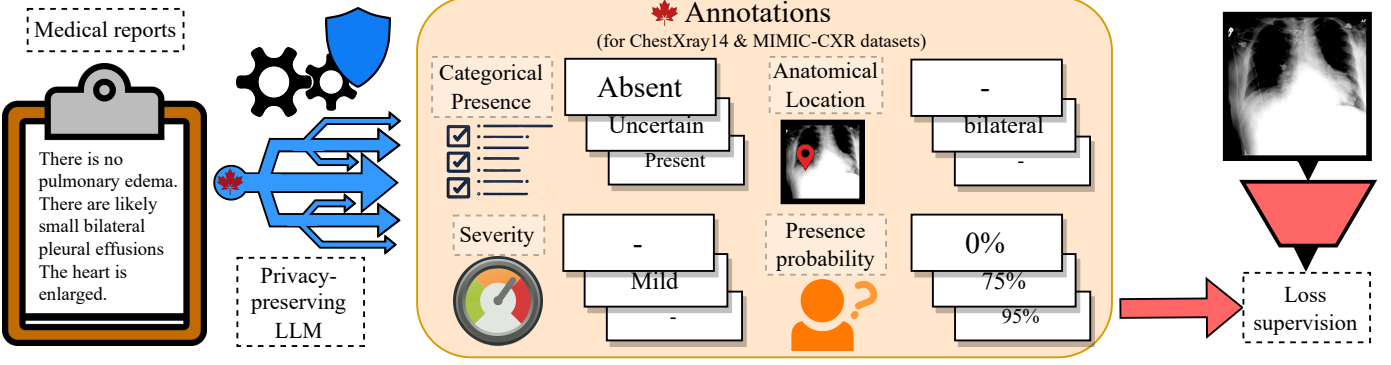 Medical reports
There is no
pulmonary edema.
There are likely
small bilateral
pleural effusions
The heart is
enlarged.
Privacy-
preserving
LLM
Annotations
(for ChestXray14 & MIMIC-CXR datasets)
Categorical
Presence
Absent
Uncertain
Present
Anatomical
Location
-
bilateral
-
Severity
-
Mild
-
Presence
probability
0%
75%
95%
Loss
supervision